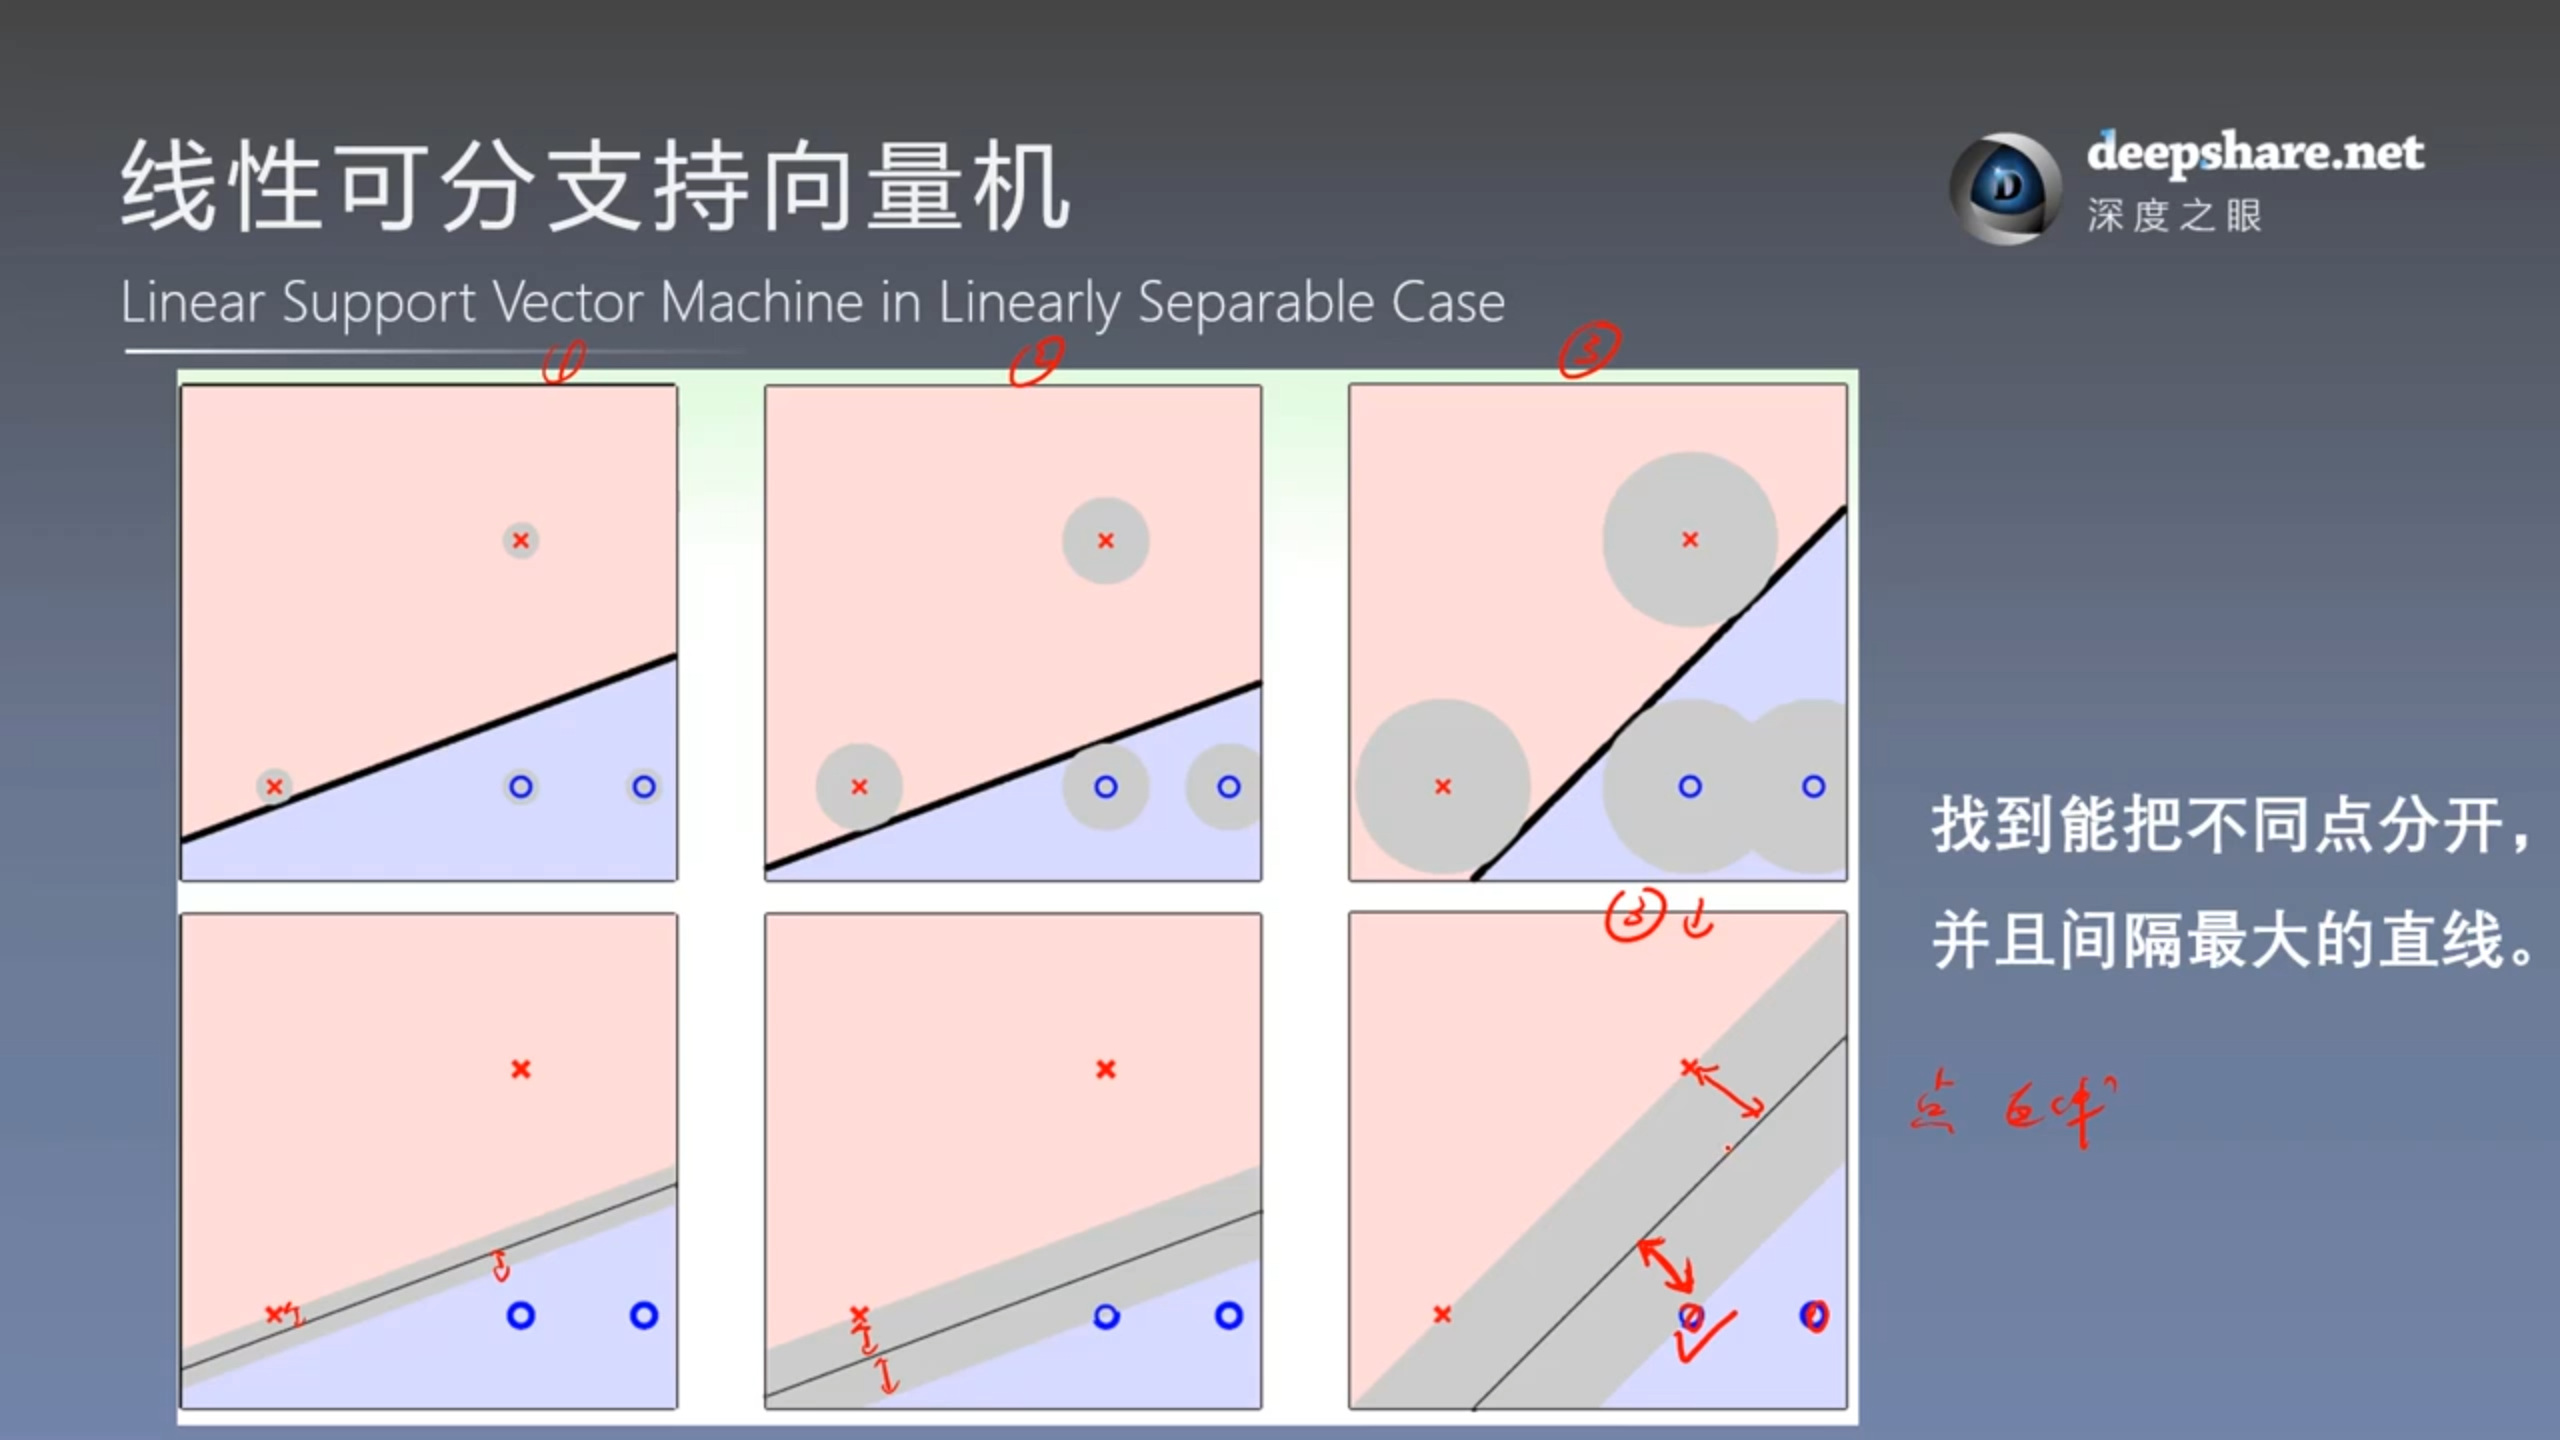 线性可分支持向量机
deepshare.net
深度之眼
Linear Support Vector Machine in Linearly Separable Case
① ② ③
③
找到能把不同点分开，
并且间隔最大的直线。
点